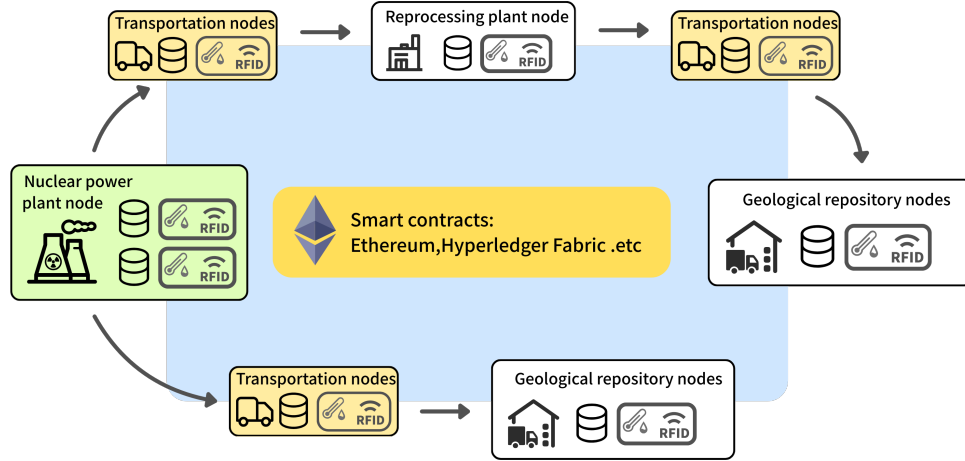 Transportation nodes
RFID
Reprocessing plant node
RFID
Transportation nodes
RFID
Nuclear power
plant node
RFID
RFID
Smart contracts:
Ethereum,Hyperledger Fabric .etc
Geological repository nodes
RFID
Transportation nodes
RFID
Geological repository nodes
RFID